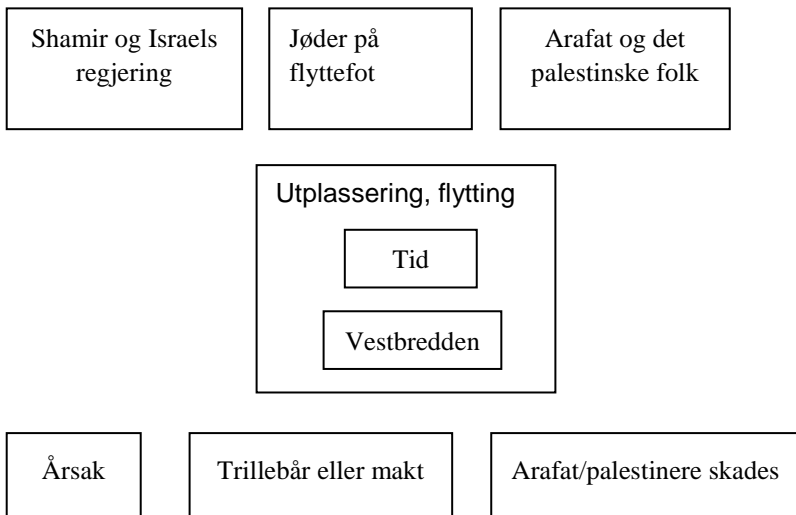 Shamir og Israels
regjering
Jøder på
flyttefot
Arafat og det
palestinske folk
Utplassering, flytting
Tid
Vestbredden
Årsak
Trillebår eller makt
Arafat/palestinere skades